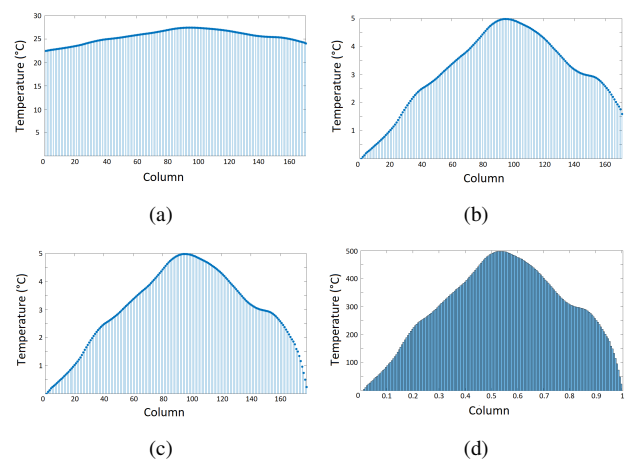 30
25
20
15
10
5
Temperature (°C)
0 20 40 60 80 100 120 140 160
Column
(a)
5
4
3
2
1
Temperature (°C)
0 20 40 60 80 100 120 140 160
Column
(b)
5
4
3
2
1
Temperature (°C)
0 20 40 60 80 100 120 140 160
Column
(c)
500
400
300
200
100
Temperature (°C)
0 0.1 0.2 0.3 0.4 0.5 0.6 0.7 0.8 0.9 1
Column
(d)